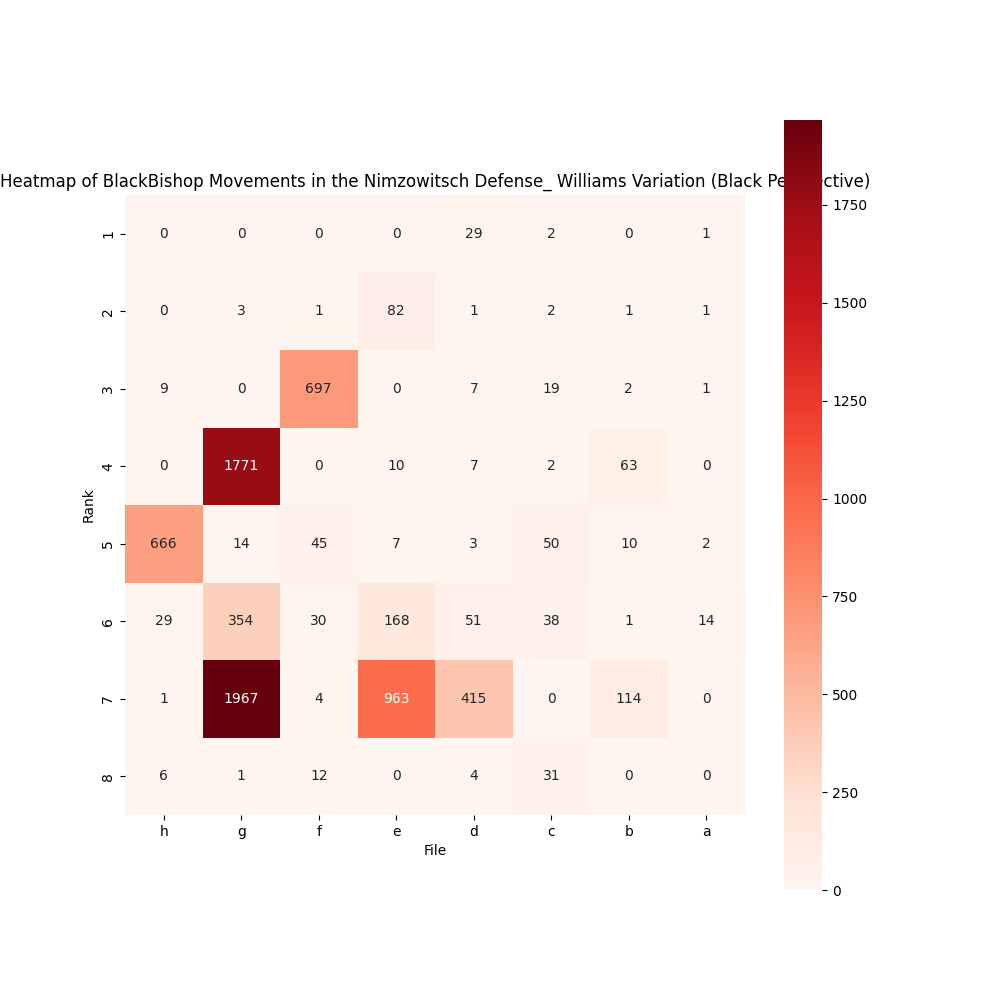 Heatmap of BlackBishop Movements in the Nimzowitsch Defense_ Williams Variation (Black Pe ctive)
1750
1500
1250
1000
750
500
250
0
Rank
1 0 0 0 0 29 2 0 1
2 0 3 1 82 1 2 1 1
3 9 0 697 0 7 19 2 1
4 0 1771 0 10 7 2 63 0
5 666 14 45 7 3 50 10 2
6 29 354 30 168 51 38 1 14
7 1 1967 4 963 415 0 114 0
8 6 1 12 0 4 31 0 0
h g f e d c b a
File